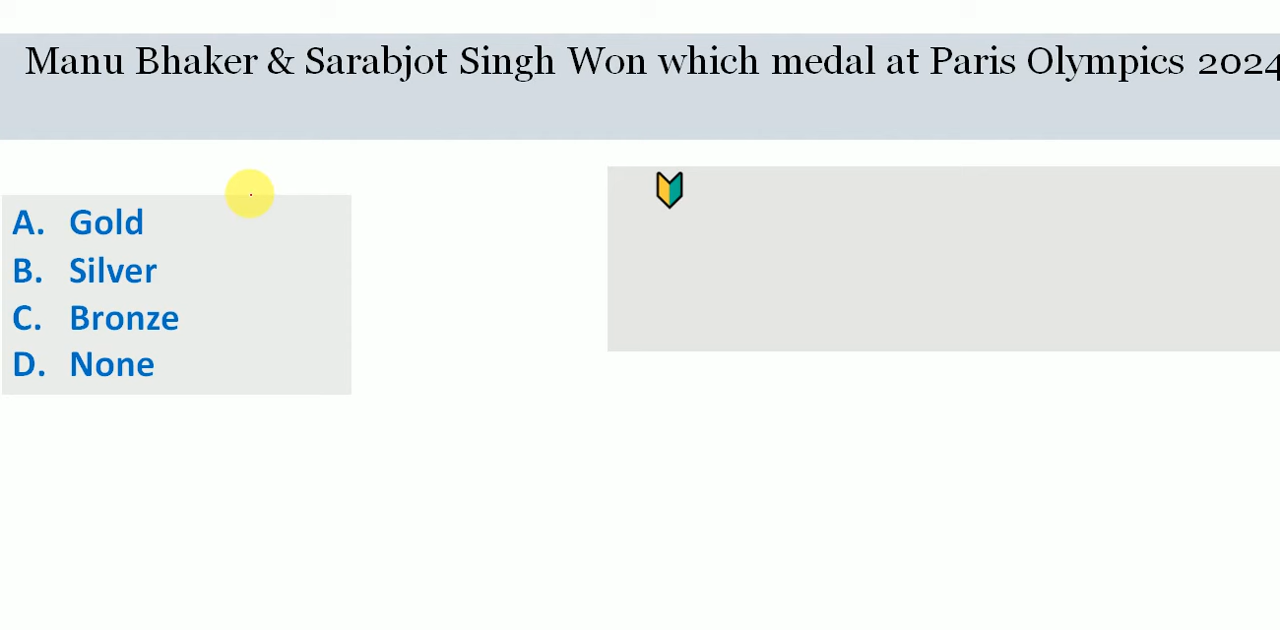 Manu Bhaker & Sarabjot Singh Won which medal at Paris Olympics 2024
A. Gold
B. Silver
C. Bronze
D. None